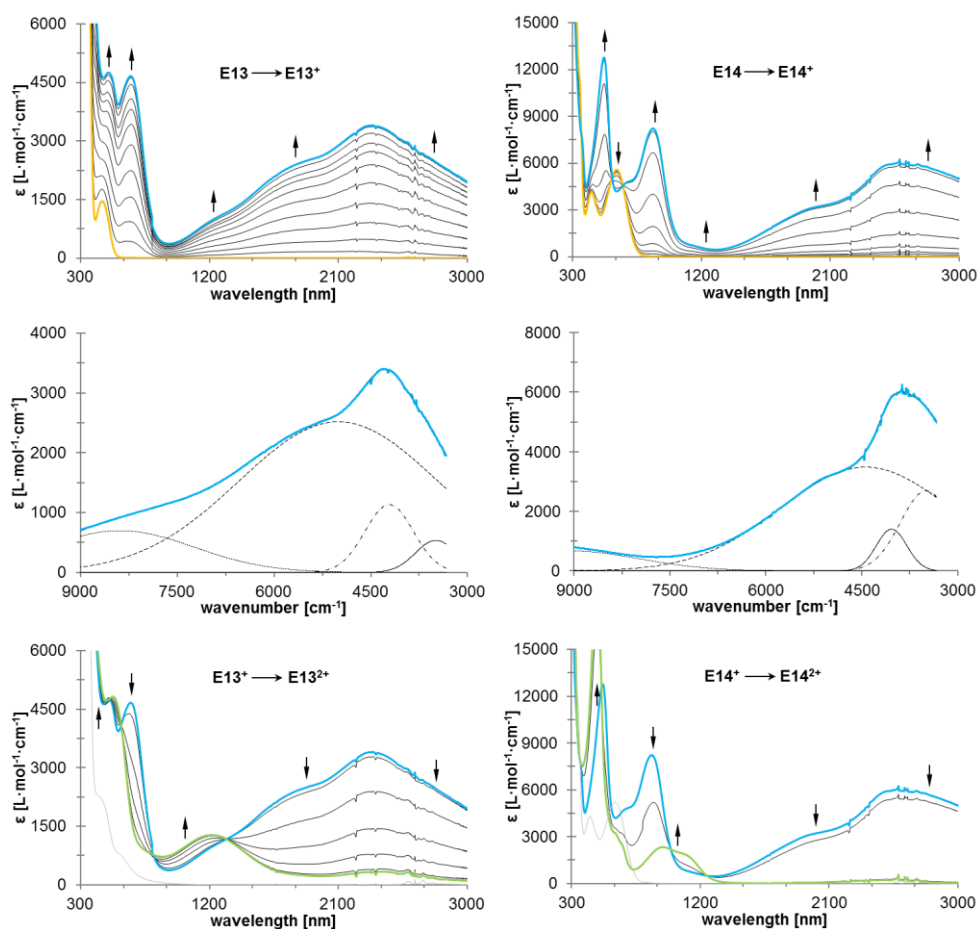 6000
4500
3000
1500
0
ε [L·mol⁻¹·cm⁻¹]
E13 → E13⁺
300 1200 2100 3000
wavelength [nm]
15000
12000
9000
6000
3000
0
ε [L·mol⁻¹·cm⁻¹]
E14 → E14⁺
300 1200 2100 3000
wavelength [nm]
4000
3000
2000
1000
0
ε [L·mol⁻¹·cm⁻¹]
9000 7500 6000 4500 3000
wavenumber [cm⁻¹]
8000
6000
4000
2000
0
ε [L·mol⁻¹·cm⁻¹]
9000 7500 6000 4500 3000
wavenumber [cm⁻¹]
6000
4500
3000
1500
0
ε [L·mol⁻¹·cm⁻¹]
E13⁺ → E13²⁺
300 1200 2100 3000
wavelength [nm]
15000
12000
9000
6000
3000
0
ε [L·mol⁻¹·cm⁻¹]
E14⁺ → E14²⁺
300 1200 2100 3000
wavelength [nm]